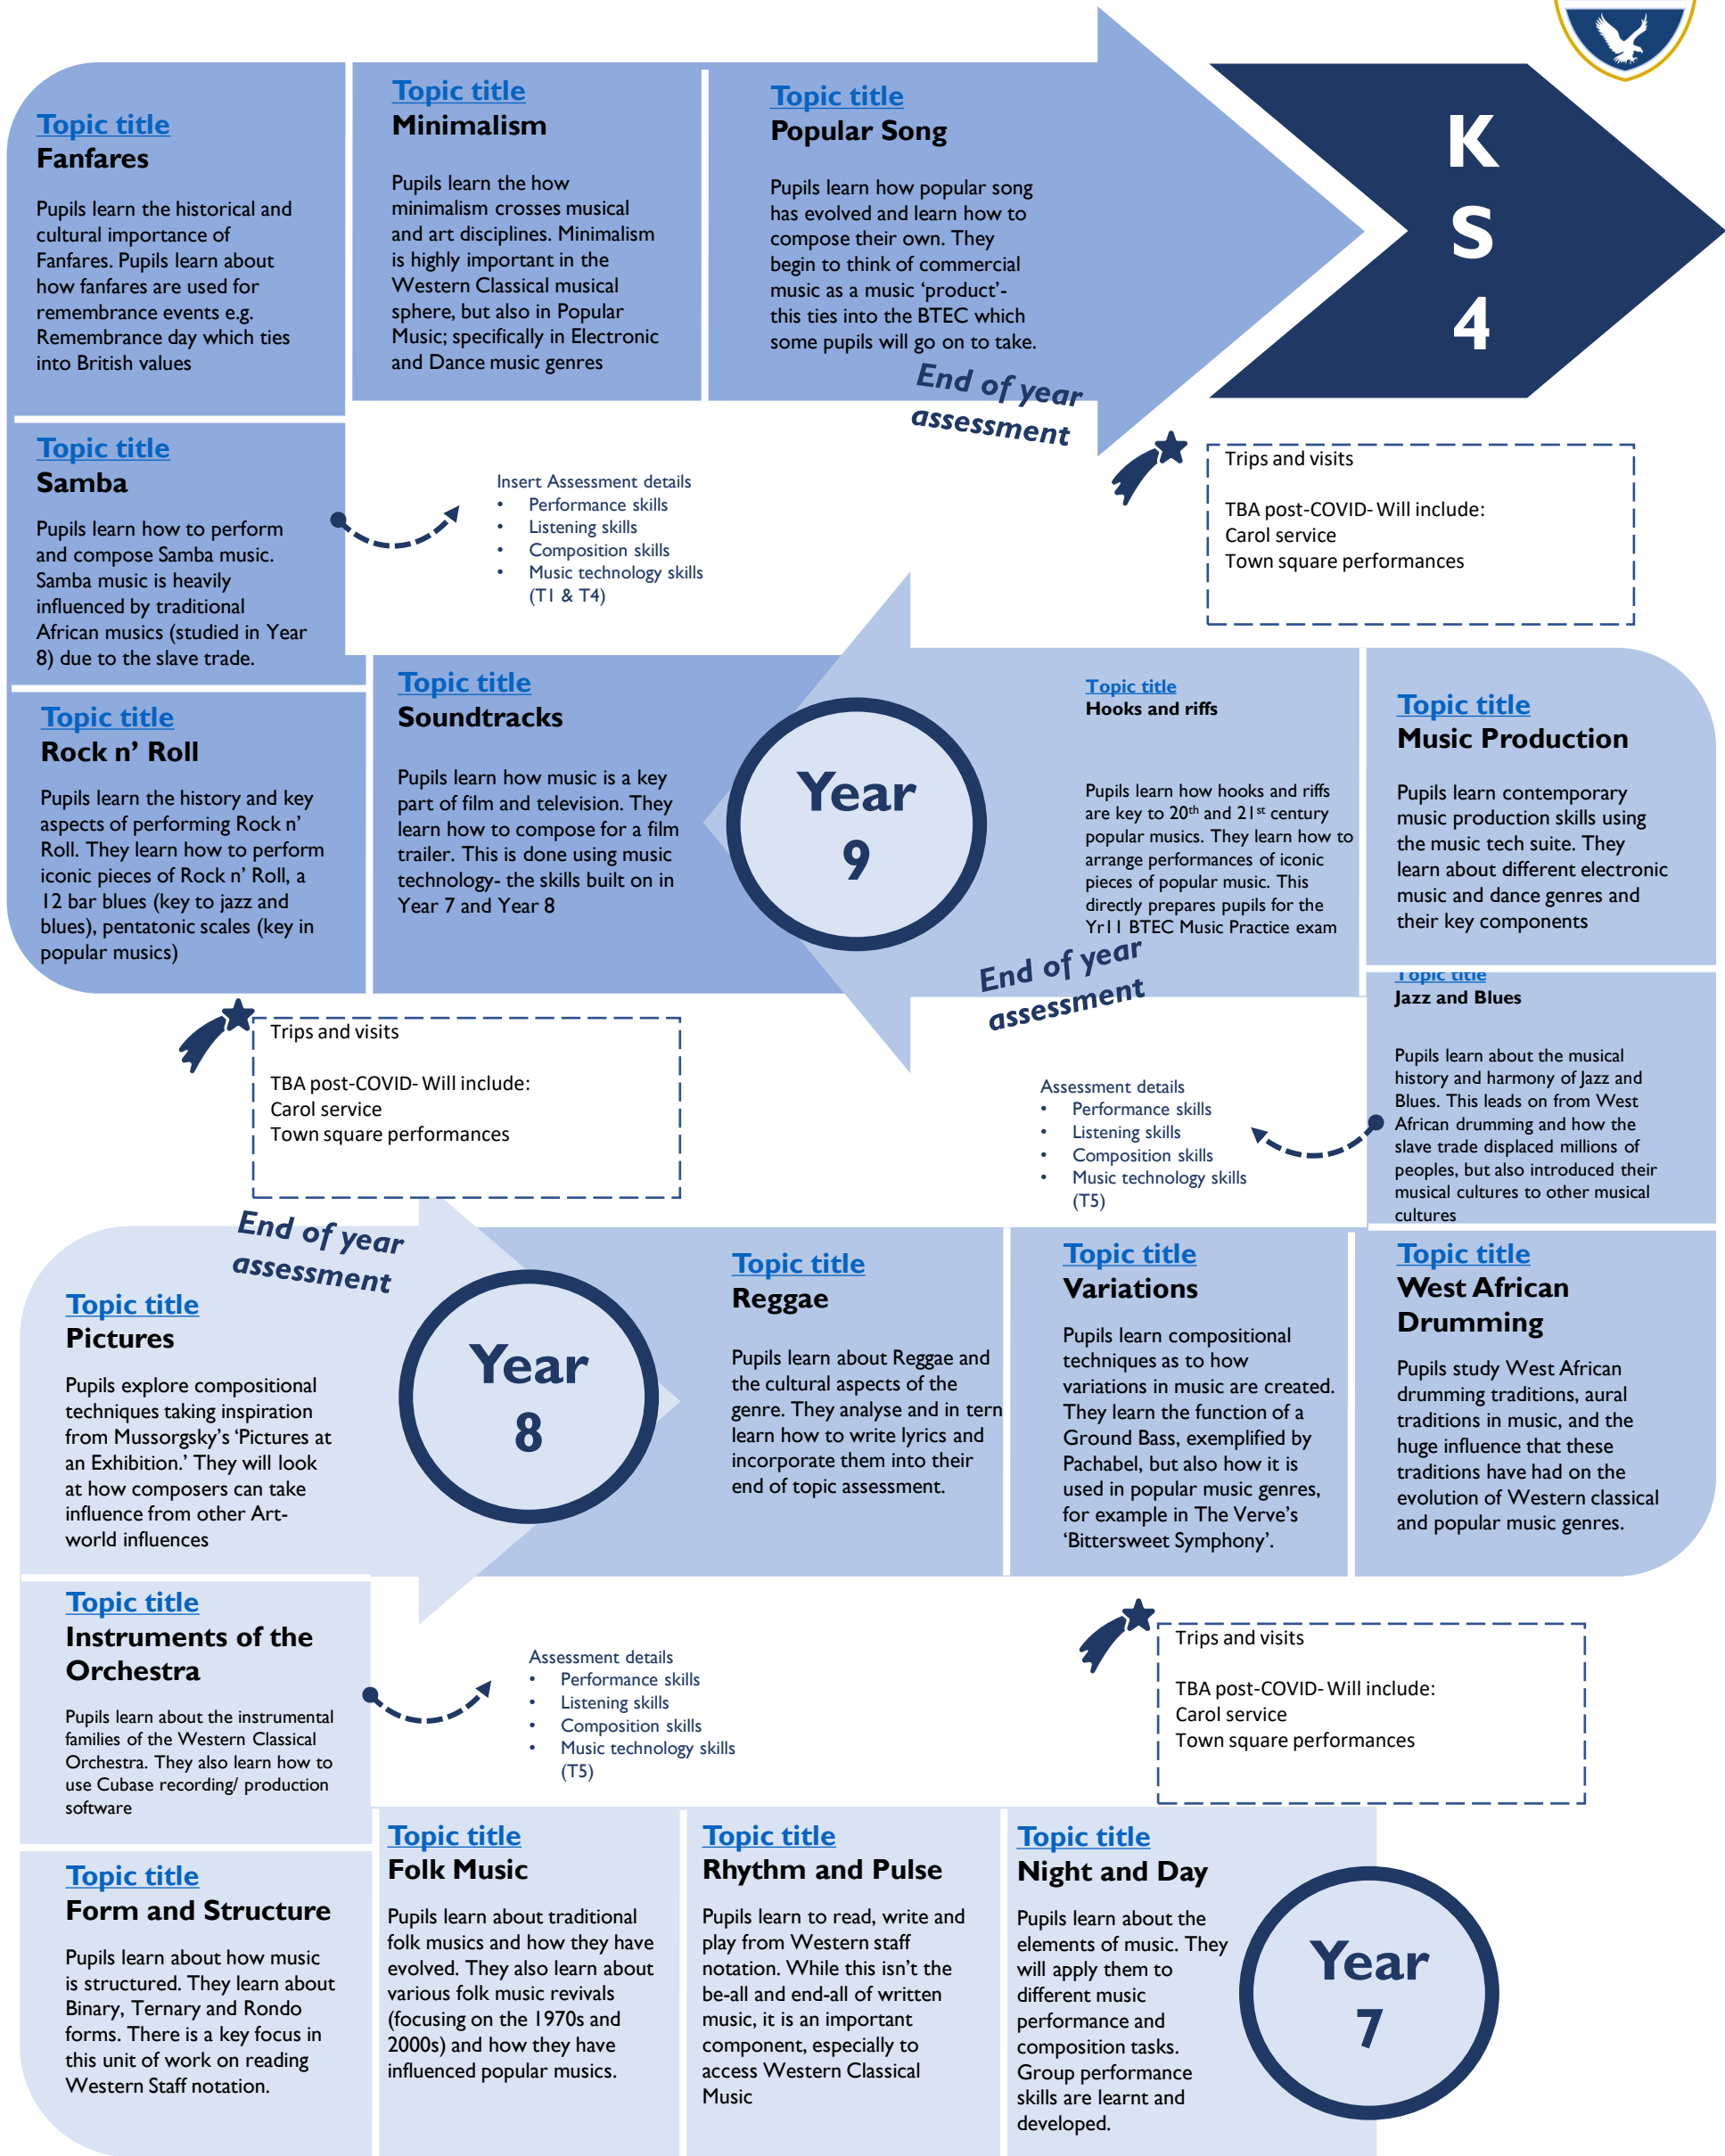 Topic title
Fanfares
Pupils learn the historical and
cultural importance of
Fanfares. Pupils learn about
how fanfares are used for
remembrance events e.g.
Remembrance day which ties
into British values
Topic title
Minimalism
Pupils learn the how
minimalism crosses musical
and art disciplines. Minimalism
is highly important in the
Western Classical musical
sphere, but also in Popular
Music; specifically in Electronic
and Dance music genres
Topic title
Popular Song
Pupils learn how popular song
has evolved and learn how to
compose their own. They
begin to think of commercial
music as a music ‘product’-
this ties into the BTEC which
some pupils will go on to take.
End of year
assessment
K
S
4
Topic title
Samba
Pupils learn how to perform
and compose Samba music.
Samba music is heavily
influenced by traditional
African musics (studied in Year
8) due to the slave trade.
Insert Assessment details
• Performance skills
• Listening skills
• Composition skills
• Music technology skills
(T1 & T4)
Trips and visits
TBA post-COVID- Will include:
Carol service
Town square performances
Topic title
Rock n’ Roll
Pupils learn the history and key
aspects of performing Rock n’
Roll. They learn how to perform
iconic pieces of Rock n’ Roll, a
12 bar blues (key to jazz and
blues), pentatonic scales (key in
popular musics)
Topic title
Soundtracks
Pupils learn how music is a key
part of film and television. They
learn how to compose for a film
trailer. This is done using music
technology- the skills built on in
Year 7 and Year 8
Year
9
Topic title
Hooks and riffs
Pupils learn how hooks and riffs
are key to 20th and 21st century
popular musics. They learn how to
arrange performances of iconic
pieces of popular music. This
directly prepares pupils for the
Yr11 BTEC Music Practice exam
End of year
assessment
Topic title
Music Production
Pupils learn contemporary
music production skills using
the music tech suite. They
learn about different electronic
music and dance genres and
their key components
Trips and visits
TBA post-COVID- Will include:
Carol service
Town square performances
Assessment details
• Performance skills
• Listening skills
• Composition skills
• Music technology skills
(T5)
Topic title
Jazz and Blues
Pupils learn about the musical
history and harmony of Jazz and
Blues. This leads on from West
African drumming and how the
slave trade displaced millions of
peoples, but also introduced their
musical cultures to other musical
cultures
End of year
assessment
Topic title
Pictures
Pupils explore compositional
techniques taking inspiration
from Mussorgsky’s ‘Pictures at
an Exhibition.’ They will look
at how composers can take
influence from other Art-
world influences
Year
8
Topic title
Reggae
Pupils learn about Reggae and
the cultural aspects of the
genre. They analyse and in tern
learn how to write lyrics and
incorporate them into their
end of topic assessment.
Topic title
Variations
Pupils learn compositional
techniques as to how
variations in music are created.
They learn the function of a
Ground Bass, exemplified by
Pachabel, but also how it is
used in popular music genres,
for example in The Verve’s
‘Bittersweet Symphony’.
Topic title
West African
Drumming
Pupils study West African
drumming traditions, aural
traditions in music, and the
huge influence that these
traditions have had on the
evolution of Western classical
and popular music genres.
Topic title
Instruments of the
Orchestra
Pupils learn about the instrumental
families of the Western Classical
Orchestra. They also learn how to
use Cubase recording/ production
software
Assessment details
• Performance skills
• Listening skills
• Composition skills
• Music technology skills
(T5)
Trips and visits
TBA post-COVID- Will include:
Carol service
Town square performances
Topic title
Form and Structure
Pupils learn about how music
is structured. They learn about
Binary, Ternary and Rondo
forms. There is a key focus in
this unit of work on reading
Western Staff notation.
Topic title
Folk Music
Pupils learn about traditional
folk musics and how they have
evolved. They also learn about
various folk music revivals
(focusing on the 1970s and
2000s) and how they have
influenced popular musics.
Topic title
Rhythm and Pulse
Pupils learn to read, write and
play from Western staff
notation. While this isn’t the
be-all and end-all of written
music, it is an important
component, especially to
access Western Classical
Music
Topic title
Night and Day
Pupils learn about the
elements of music. They
will apply them to
different music
performance and
composition tasks.
Group performance
skills are learnt and
developed.
Year
7